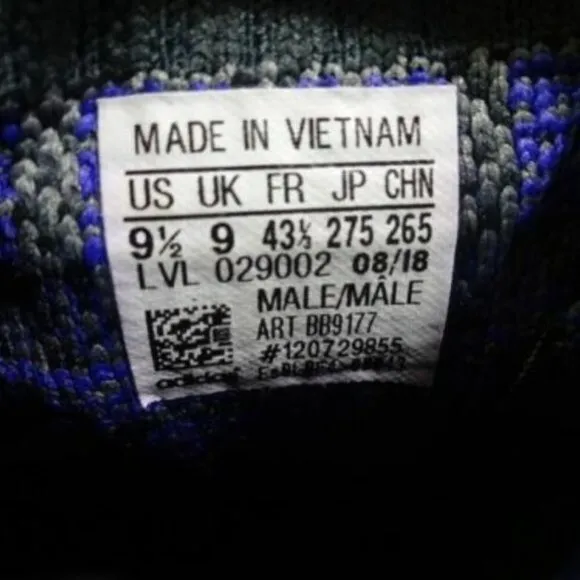 MADE IN VIETNAM
US UK FR JP CHN
9½ 9 43⅓ 275 265
LVL 029002 08/18
MALE/MÂLE
ART BB9177
#120729855
adidas